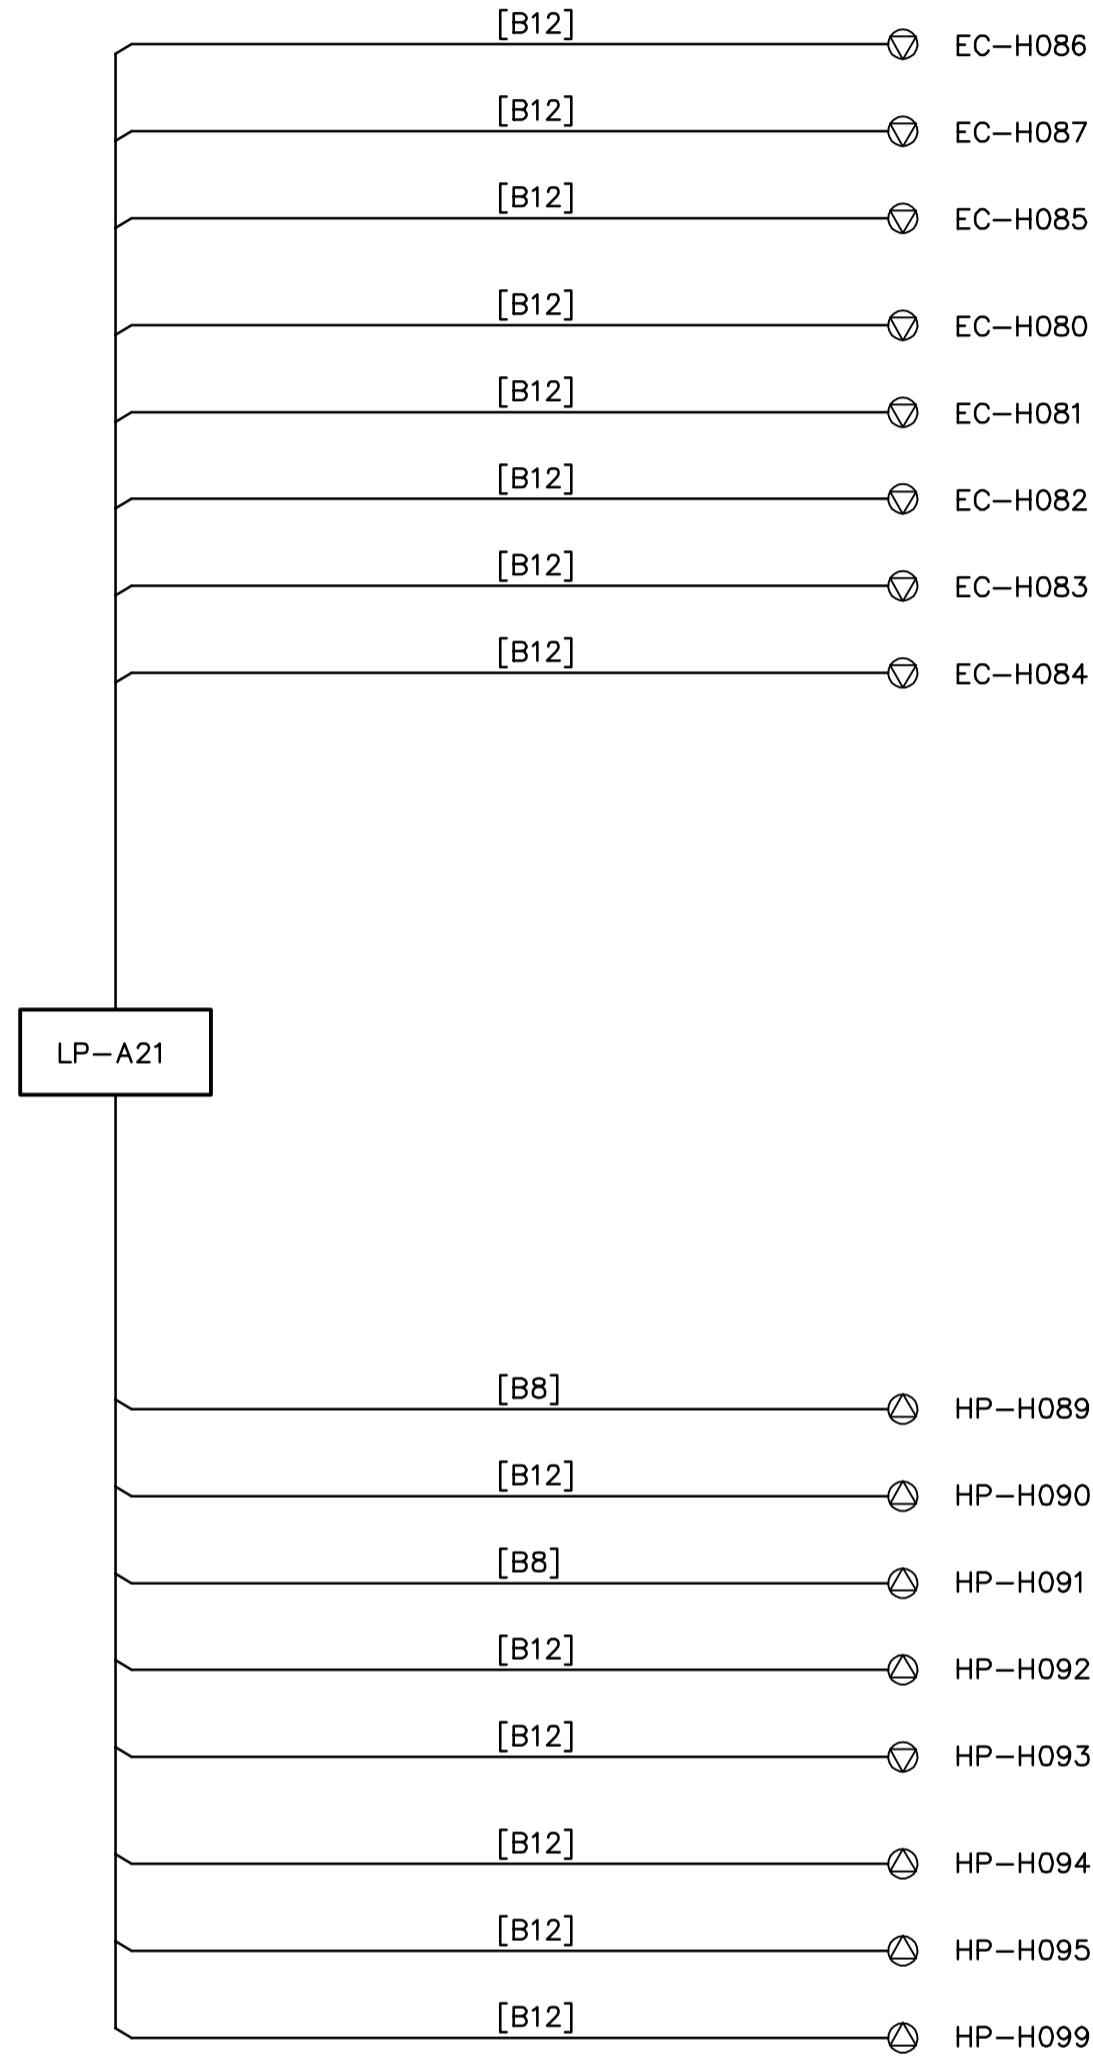 [B12]
EC-H086
[B12]
EC-H087
[B12]
EC-H085
[B12]
EC-H080
[B12]
EC-H081
[B12]
EC-H082
[B12]
EC-H083
[B12]
EC-H084
LP-A21
[B8]
HP-H089
[B12]
HP-H090
[B8]
HP-H091
[B12]
HP-H092
[B12]
HP-H093
[B12]
HP-H094
[B12]
HP-H095
[B12]
HP-H099